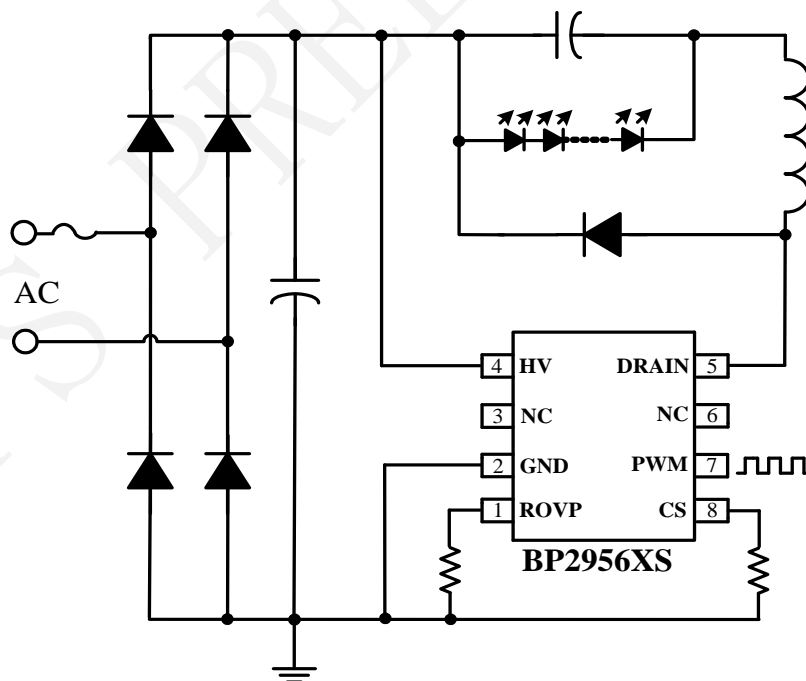 AC
4 HV DRAIN 5
3 NC NC 6
2 GND PWM 7
1 ROVP CS 8
BP2956XS